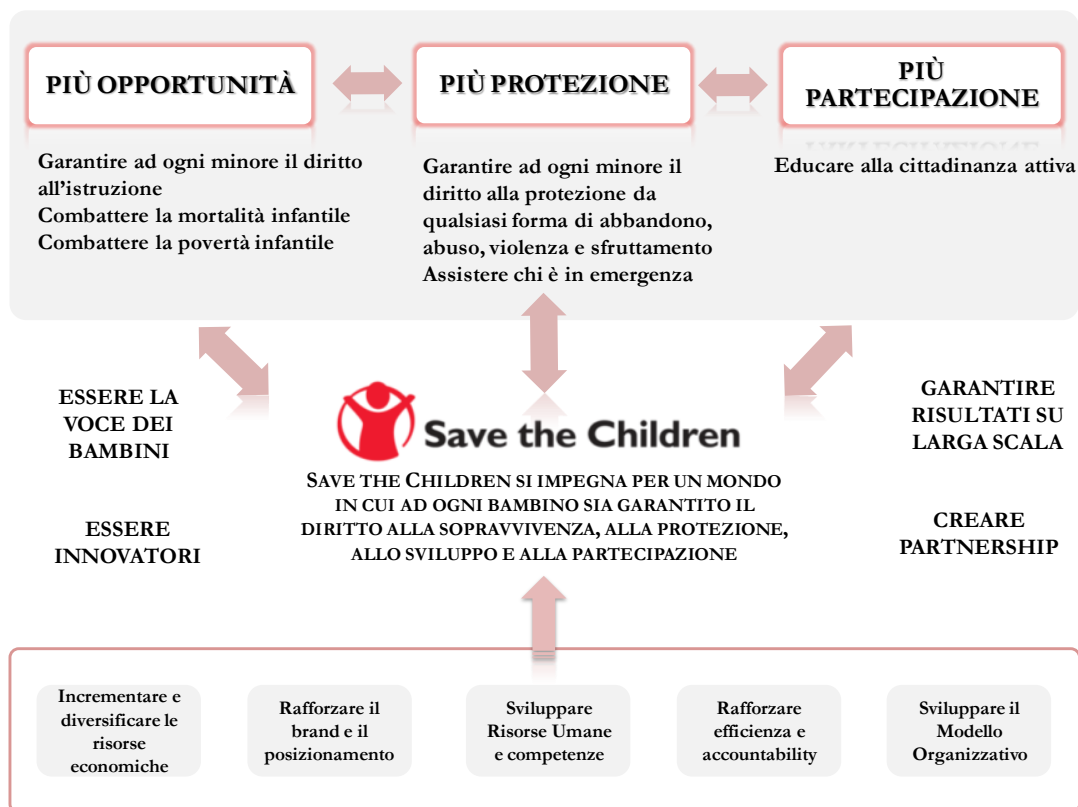 PIÙ OPPORTUNITÀ
PIÙ PROTEZIONE
PIÙ
PARTECIPAZIONE
Garantire ad ogni minore il diritto
all'istruzione
Combattere la mortalità infantile
Combattere la povertà infantile
Garantire ad ogni minore il
diritto alla protezione da
qualsiasi forma di abbandono,
abuso, violenza e sfruttamento
Assistere chi è in emergenza
Educare alla cittadinanza attiva
ESSERE LA
VOCE DEI
BAMBINI
ESSERE
INNOVATORI
Save the Children
SAVE THE CHILDREN SI IMPEGNA PER UN MONDO
IN CUI AD OGNI BAMBINO SIA GARANTITO IL
DIRITTO ALLA SOPRAVVIVENZA, ALLA PROTEZIONE,
ALLO SVILUPPO E ALLA PARTECIPAZIONE
GARANTIRE
RISULTATI SU
LARGA SCALA
CREARE
PARTNERSHIP
Incrementare e
diversificare le
risorse
economiche
Rafforzare il
brand e il
posizionamento
Sviluppare
Risorse Umane
e competenze
Rafforzare
efficienza e
accountability
Sviluppare il
Modello
Organizzativo